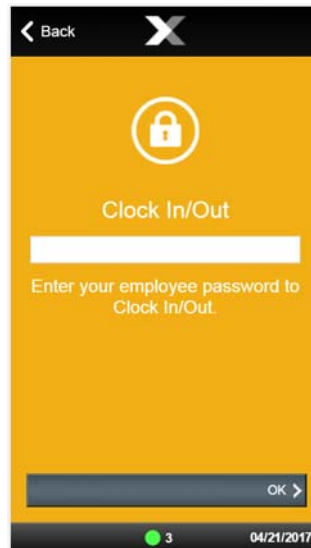 Back
Clock In/Out
Enter your employee password to
Clock In/Out.
OK
3
04/21/2017